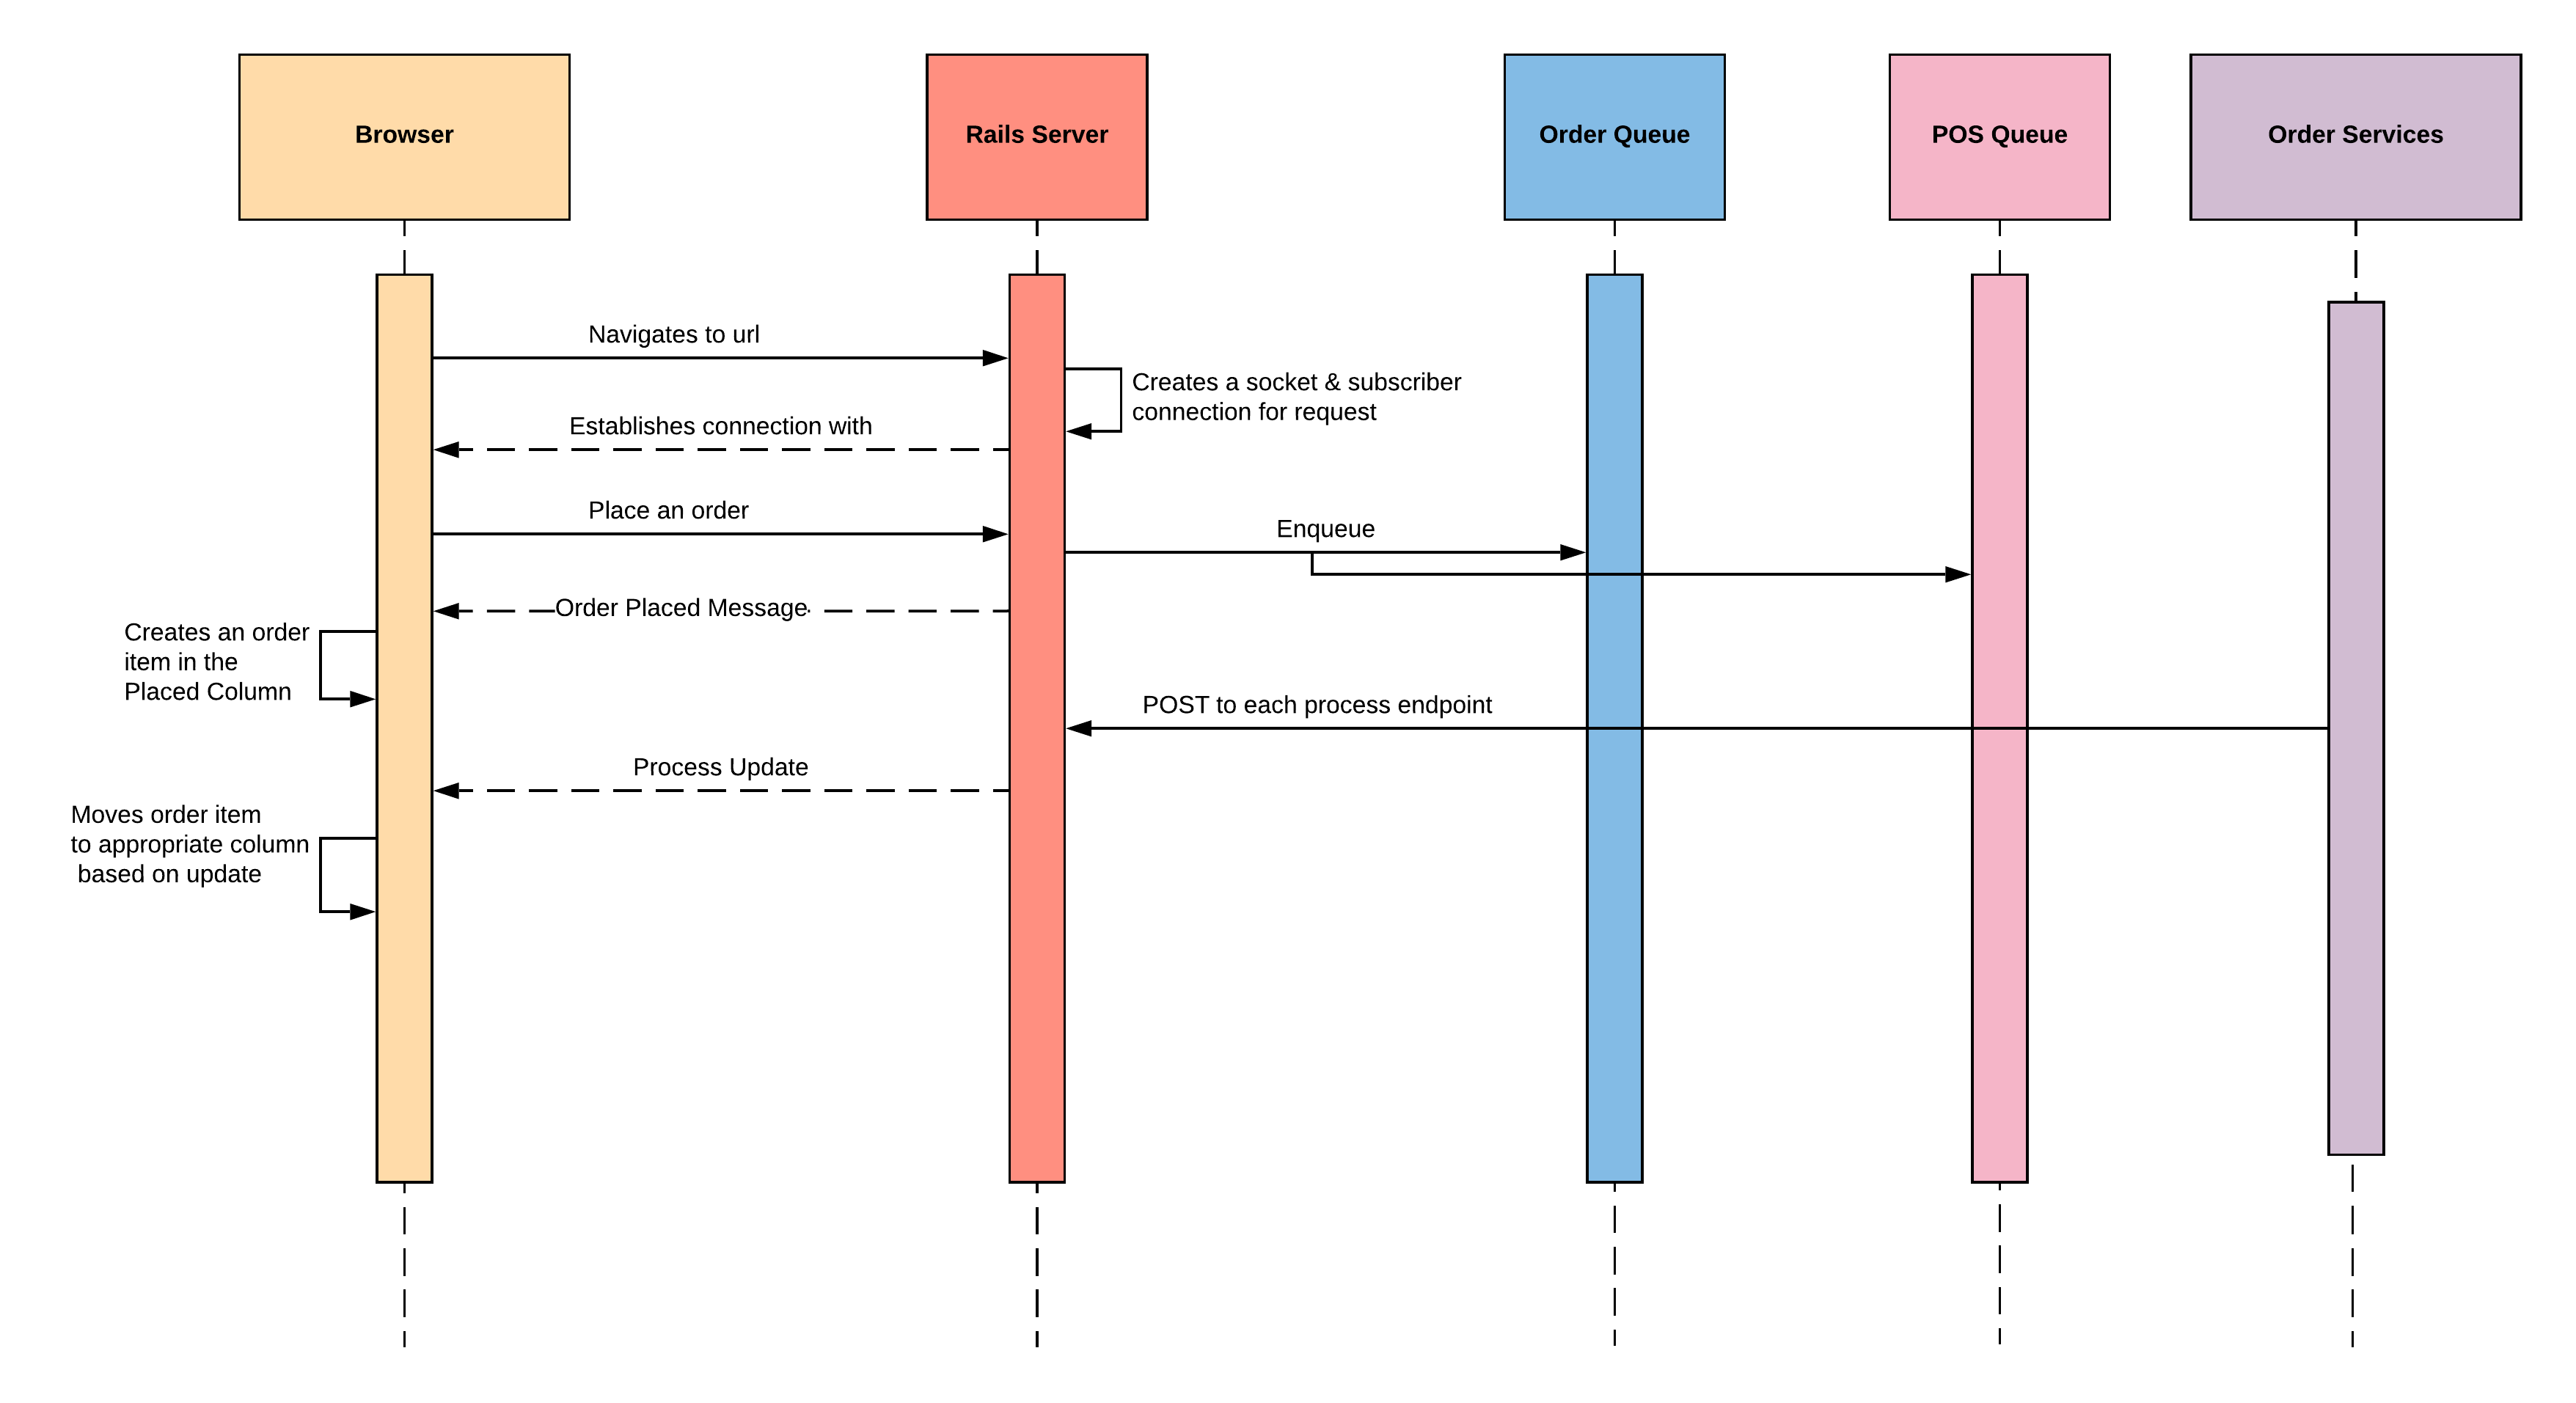 Browser
Rails Server
Order Queue
POS Queue
Order Services
Navigates to url
Creates a socket & subscriber
connection for request
Establishes connection with
Place an order
Enqueue
Order Placed Message
Creates an order
item in the
Placed Column
POST to each process endpoint
Process Update
Moves order item
to appropriate column
based on update